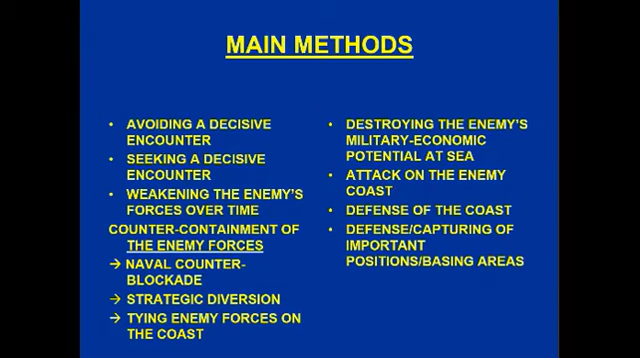 MAIN METHODS
• AVOIDING A DECISIVE
ENCOUNTER
• SEEKING A DECISIVE
ENCOUNTER
• WEAKENING THE ENEMY'S
FORCES OVER TIME
COUNTER-CONTAINMENT OF
THE ENEMY FORCES
→ NAVAL COUNTER-
BLOCKADE
→ STRATEGIC DIVERSION
→ TYING ENEMY FORCES ON
THE COAST
• DESTROYING THE ENEMY'S
MILITARY-ECONOMIC
POTENTIAL AT SEA
• ATTACK ON THE ENEMY
COAST
• DEFENSE OF THE COAST
• DEFENSE/CAPTURING OF
IMPORTANT
POSITIONS/BASING AREAS